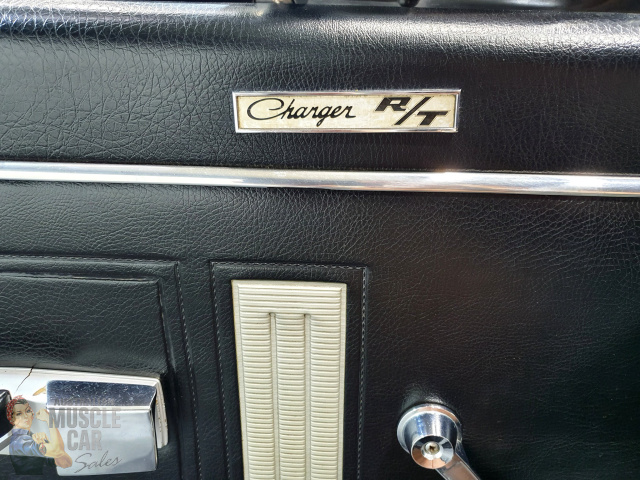 Charger R/T
MUSCLE
CAR
Sales